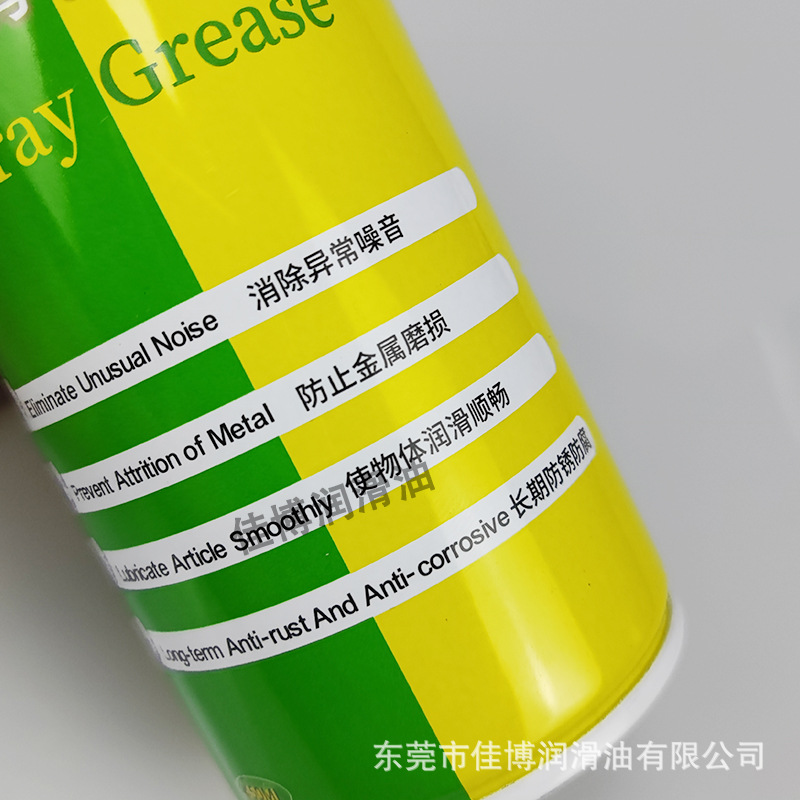 Grease
Eliminate Unusual Noise 消除异常噪音
Prevent Attrition of Metal 防止金属磨损
Lubricate Article Smoothly 使物体润滑顺畅
佳博润滑油
Long-term Anti-rust And Anti-corrosive 长期防锈防腐
东莞市佳博润滑油有限公司